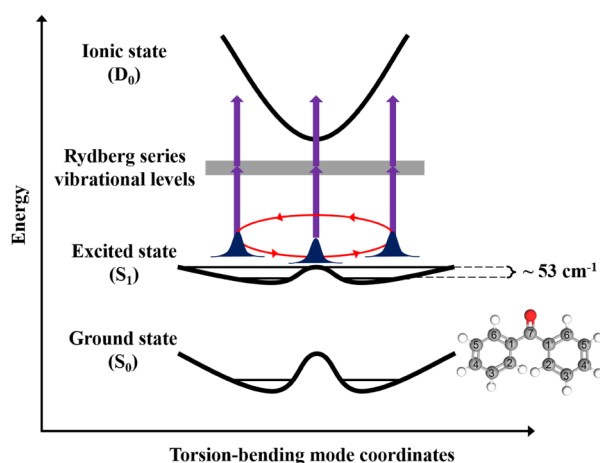 Ionic state
(D₀)
Rydberg series
vibrational levels
Energy
Excited state
(S₁)
~ 53 cm⁻¹
Ground state
(S₀)
7
6
6
5
1
1'
5
4
2
2
4
3
3
Torsion-bending mode coordinates